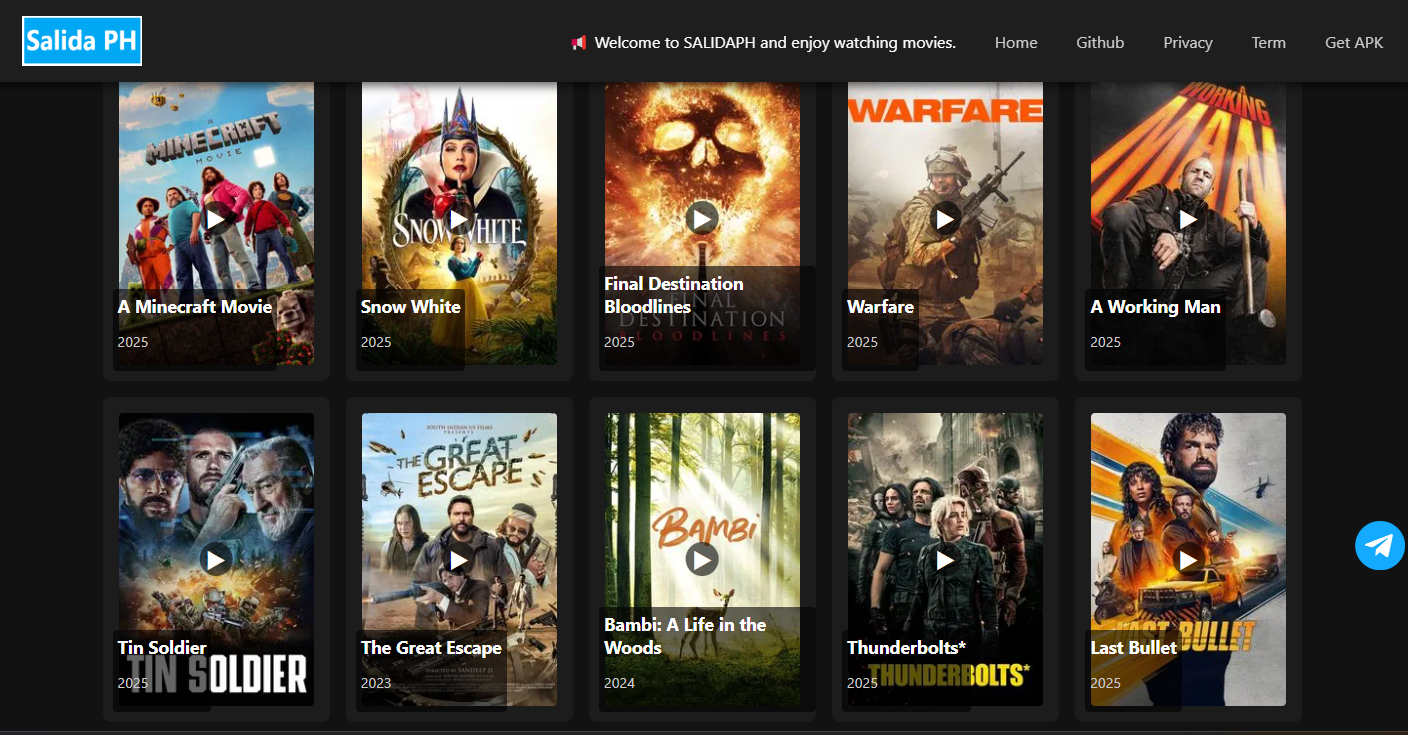 Salida PH
📢 Welcome to SALIDAPH and enjoy watching movies.
Home
Github
Privacy
Term
Get APK
A
MINECRAFT
MOVIE
A Minecraft Movie
2025
SNOW WHITE
Snow White
2025
Final Destination
Bloodlines
FINAL
DESTINATION
BLOODLINES
2025
WARFARE
Warfare
2025
WORKING
MAN
A Working Man
2025
Tin Soldier
TIN SOLDIER
2025
SOUTH INDIAN US FILMS
PRESENTS
THE GREAT
ESCAPE
The Great Escape
DIRECTED BY SANDEEP JL
2023
BAMBI
Bambi: A Life in the
Woods
2024
Thunderbolts*
THUNDERBOLTS*
2025
LAST BULLET
Last Bullet
2025